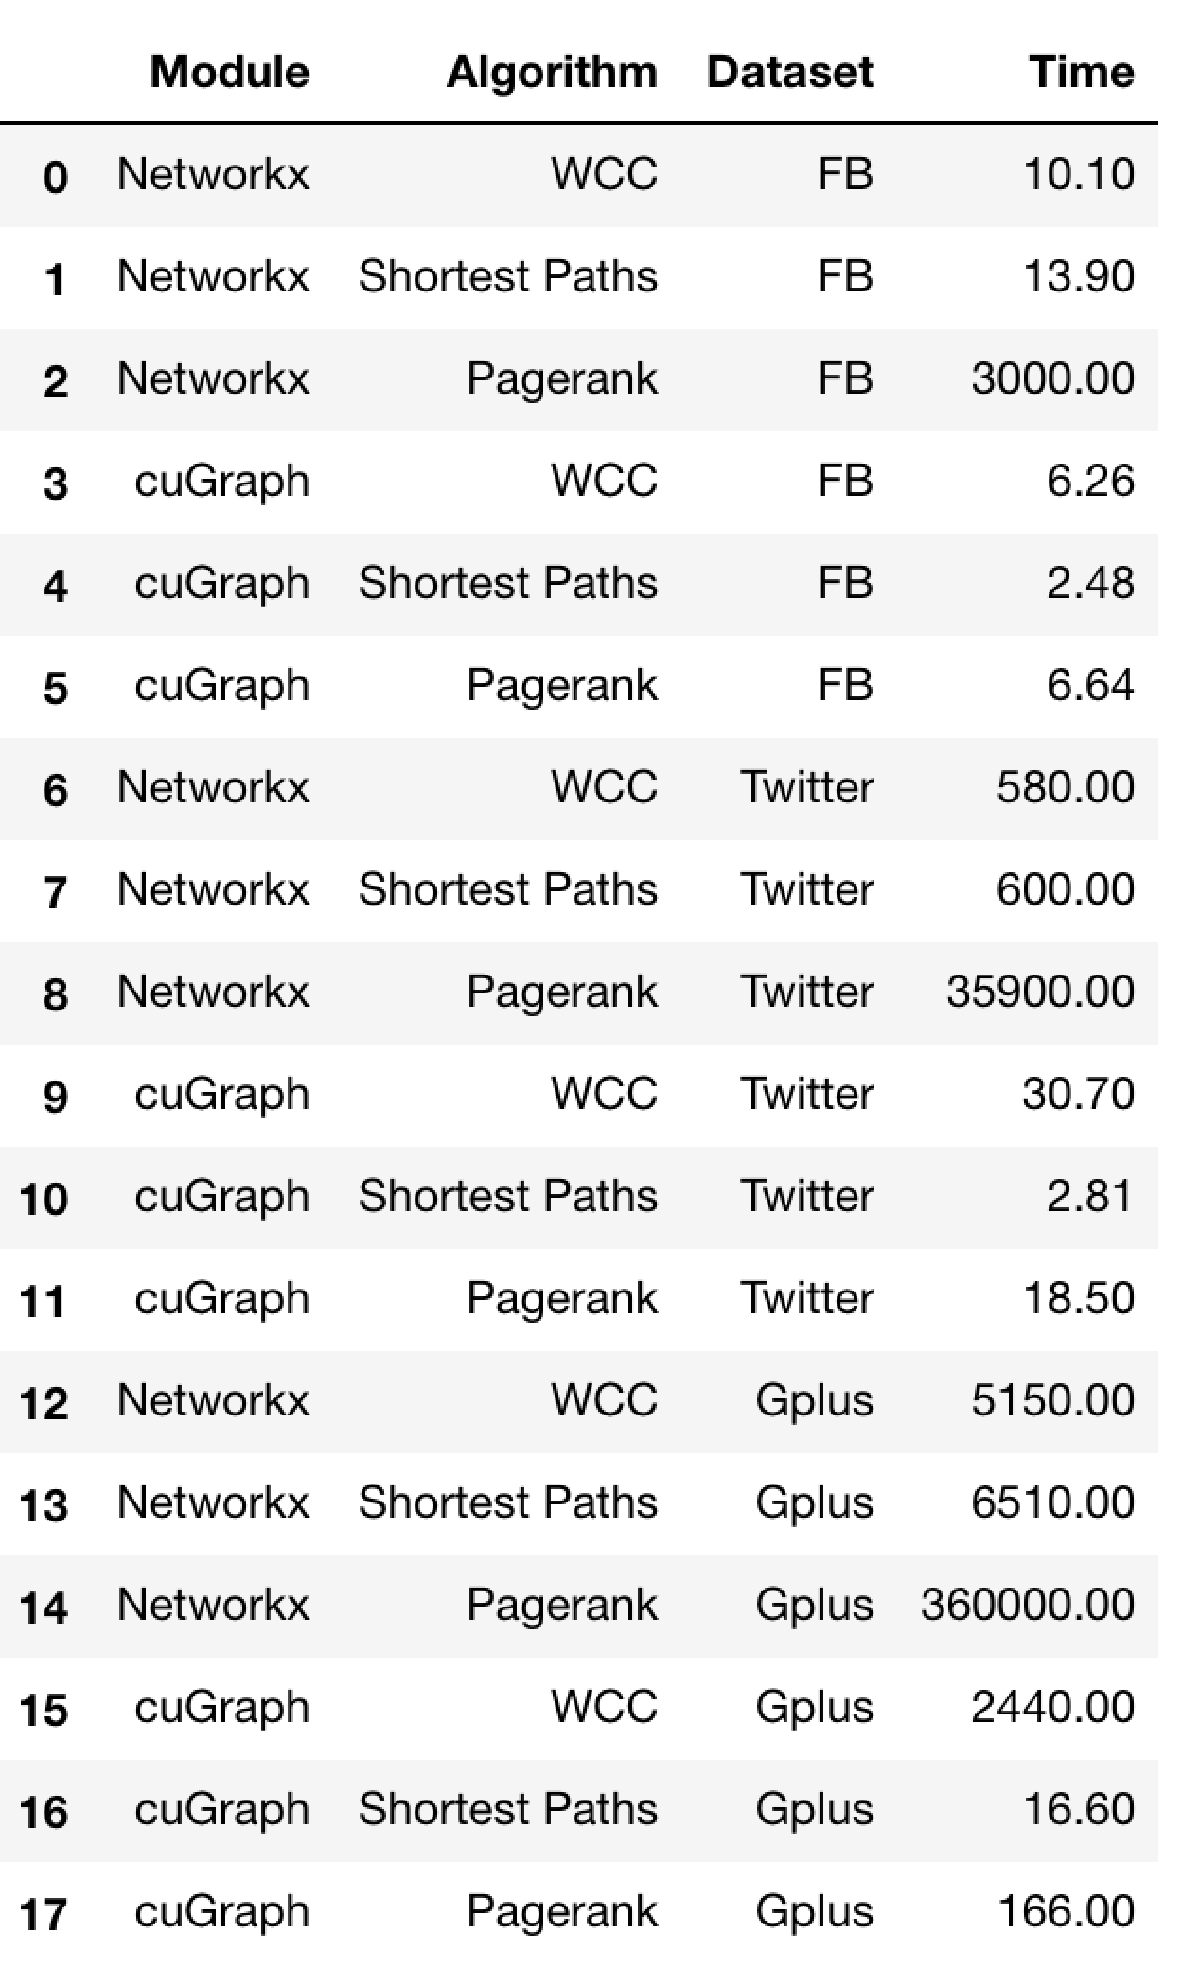 Module Algorithm Dataset Time
0 Networkx WCC FB 10.10
1 Networkx Shortest Paths FB 13.90
2 Networkx Pagerank FB 3000.00
3 cuGraph WCC FB 6.26
4 cuGraph Shortest Paths FB 2.48
5 cuGraph Pagerank FB 6.64
6 Networkx WCC Twitter 580.00
7 Networkx Shortest Paths Twitter 600.00
8 Networkx Pagerank Twitter 35900.00
9 cuGraph WCC Twitter 30.70
10 cuGraph Shortest Paths Twitter 2.81
11 cuGraph Pagerank Twitter 18.50
12 Networkx WCC Gplus 5150.00
13 Networkx Shortest Paths Gplus 6510.00
14 Networkx Pagerank Gplus 360000.00
15 cuGraph WCC Gplus 2440.00
16 cuGraph Shortest Paths Gplus 16.60
17 cuGraph Pagerank Gplus 166.00